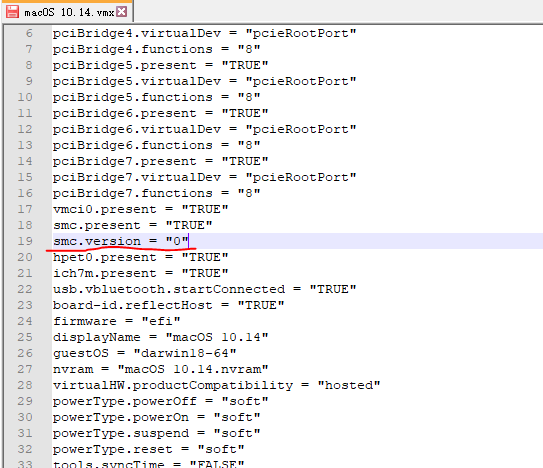 macOS 10.14.vmx
6 pciBridge4.virtualDev = "pcieRootPort"
7 pciBridge4.functions = "8"
8 pciBridge5.present = "TRUE"
9 pciBridge5.virtualDev = "pcieRootPort"
10 pciBridge5.functions = "8"
11 pciBridge6.present = "TRUE"
12 pciBridge6.virtualDev = "pcieRootPort"
13 pciBridge6.functions = "8"
14 pciBridge7.present = "TRUE"
15 pciBridge7.virtualDev = "pcieRootPort"
16 pciBridge7.functions = "8"
17 vmci0.present = "TRUE"
18 smc.present = "TRUE"
19 smc.version = "0"
20 hpet0.present = "TRUE"
21 ich7m.present = "TRUE"
22 usb.vbluetooth.startConnected = "TRUE"
23 board-id.reflectHost = "TRUE"
24 firmware = "efi"
25 displayName = "macOS 10.14"
26 guestOS = "darwin18-64"
27 nvram = "macOS 10.14.nvram"
28 virtualHW.productCompatibility = "hosted"
29 powerType.powerOff = "soft"
30 powerType.powerOn = "soft"
31 powerType.suspend = "soft"
32 powerType.reset = "soft"
33 tools.syncTime = "FALSE"